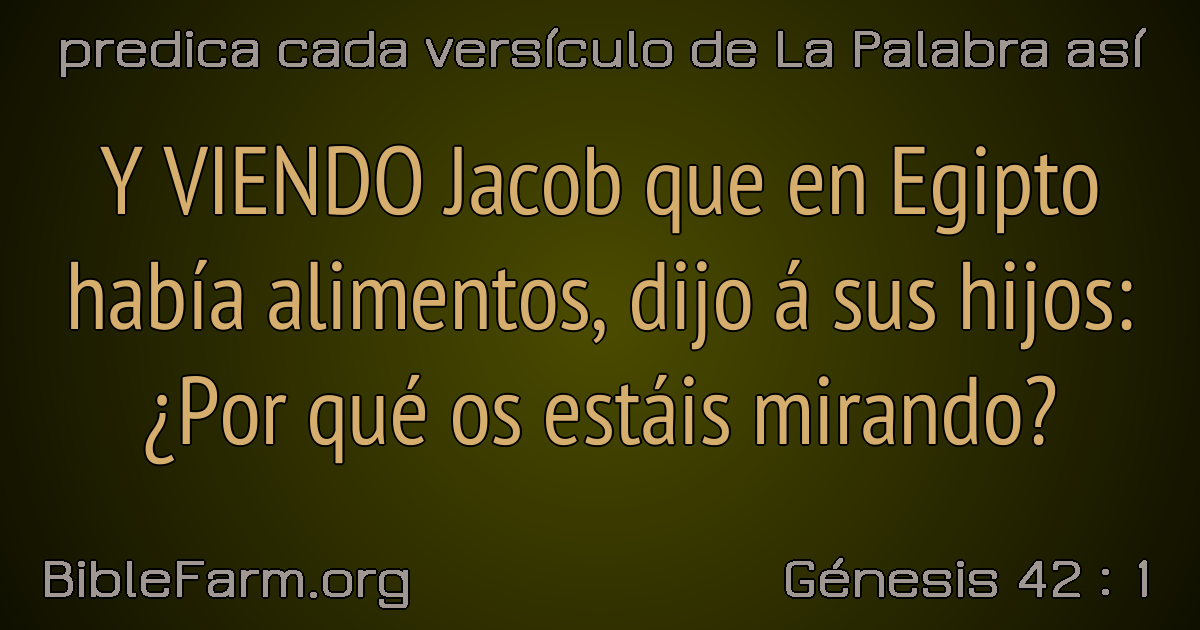 predica cada versículo de La Palabra así
Y VIENDO Jacob que en Egipto
había alimentos, dijo á sus hijos:
¿Por qué os estáis mirando?
BibleFarm.org
Génesis 42 : 1